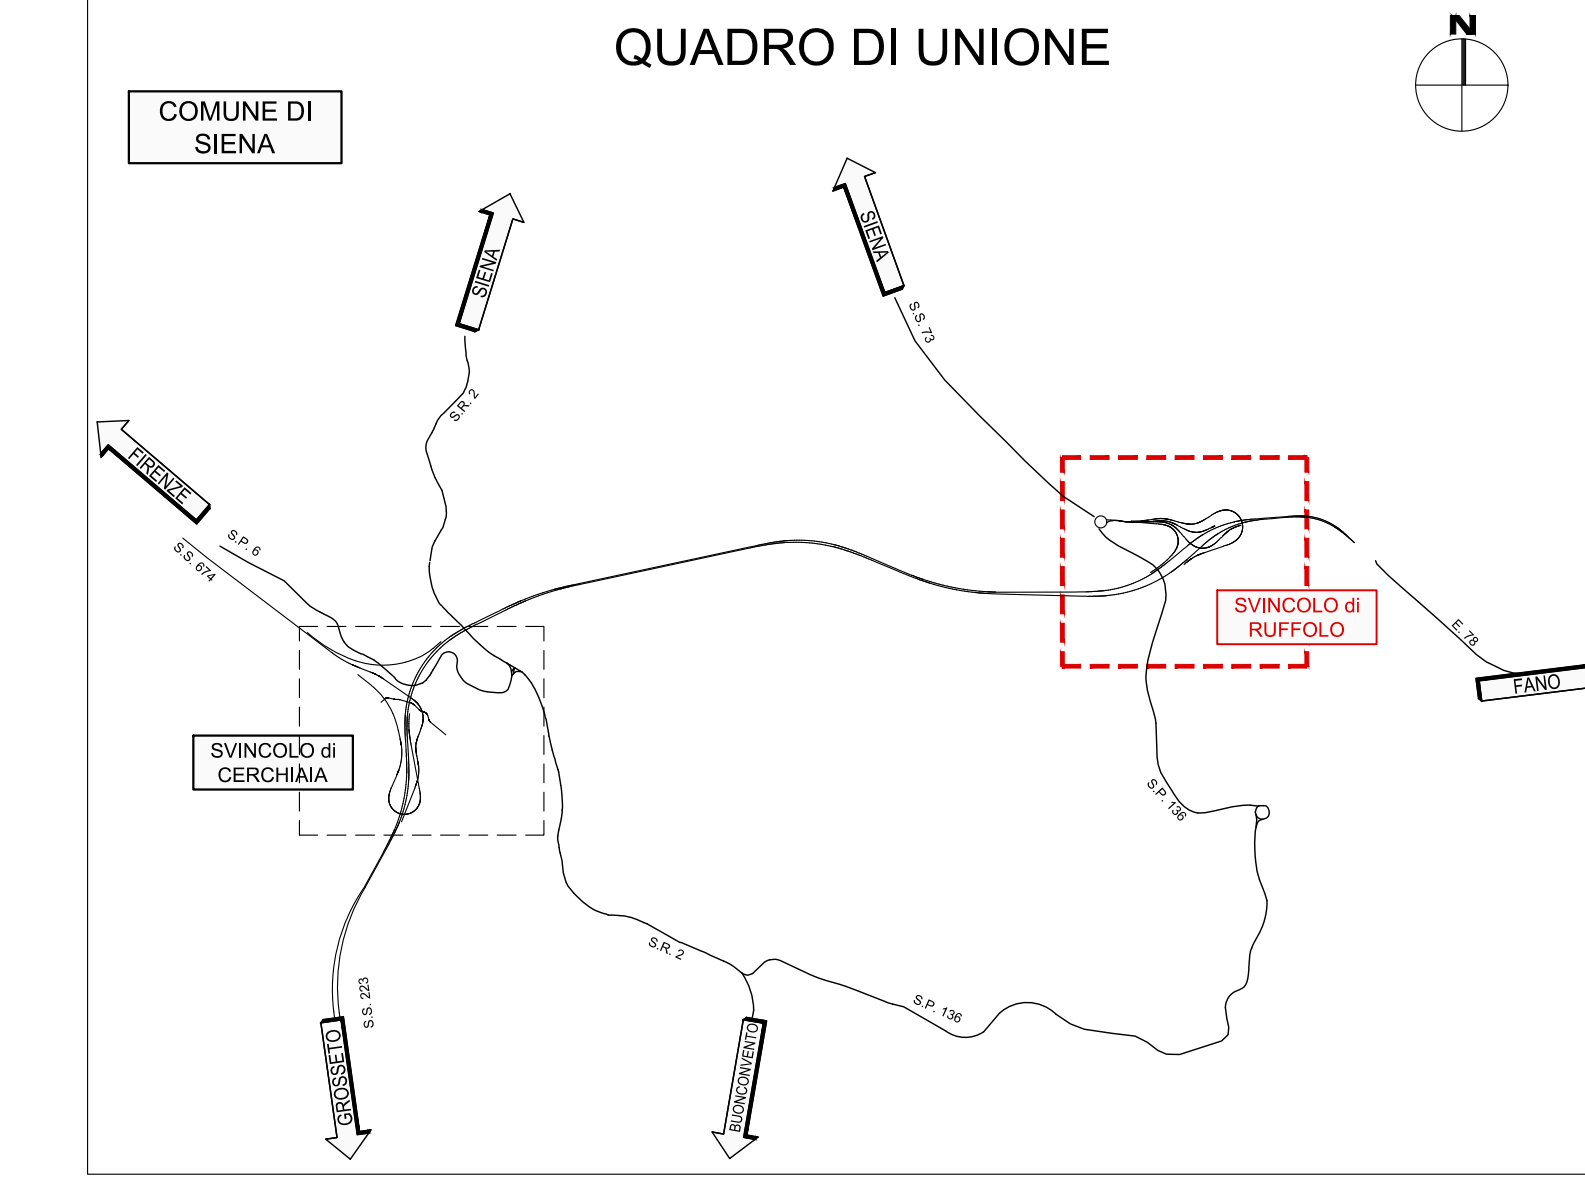 QUADRO DI UNIONE
N
COMUNE DI
SIENA
SIENA
SIENA
S.S. 73
S.R. 2
FIRENZE
S.P. 6
S.S. 674
SVINCOLO di
RUFFOLO
E. 78
FANO
SVINCOLO di
CERCHIAIA
S.P. 136
S.R. 2
S.P. 136
S.S. 223
GROSSETO
BUONCONVENTO